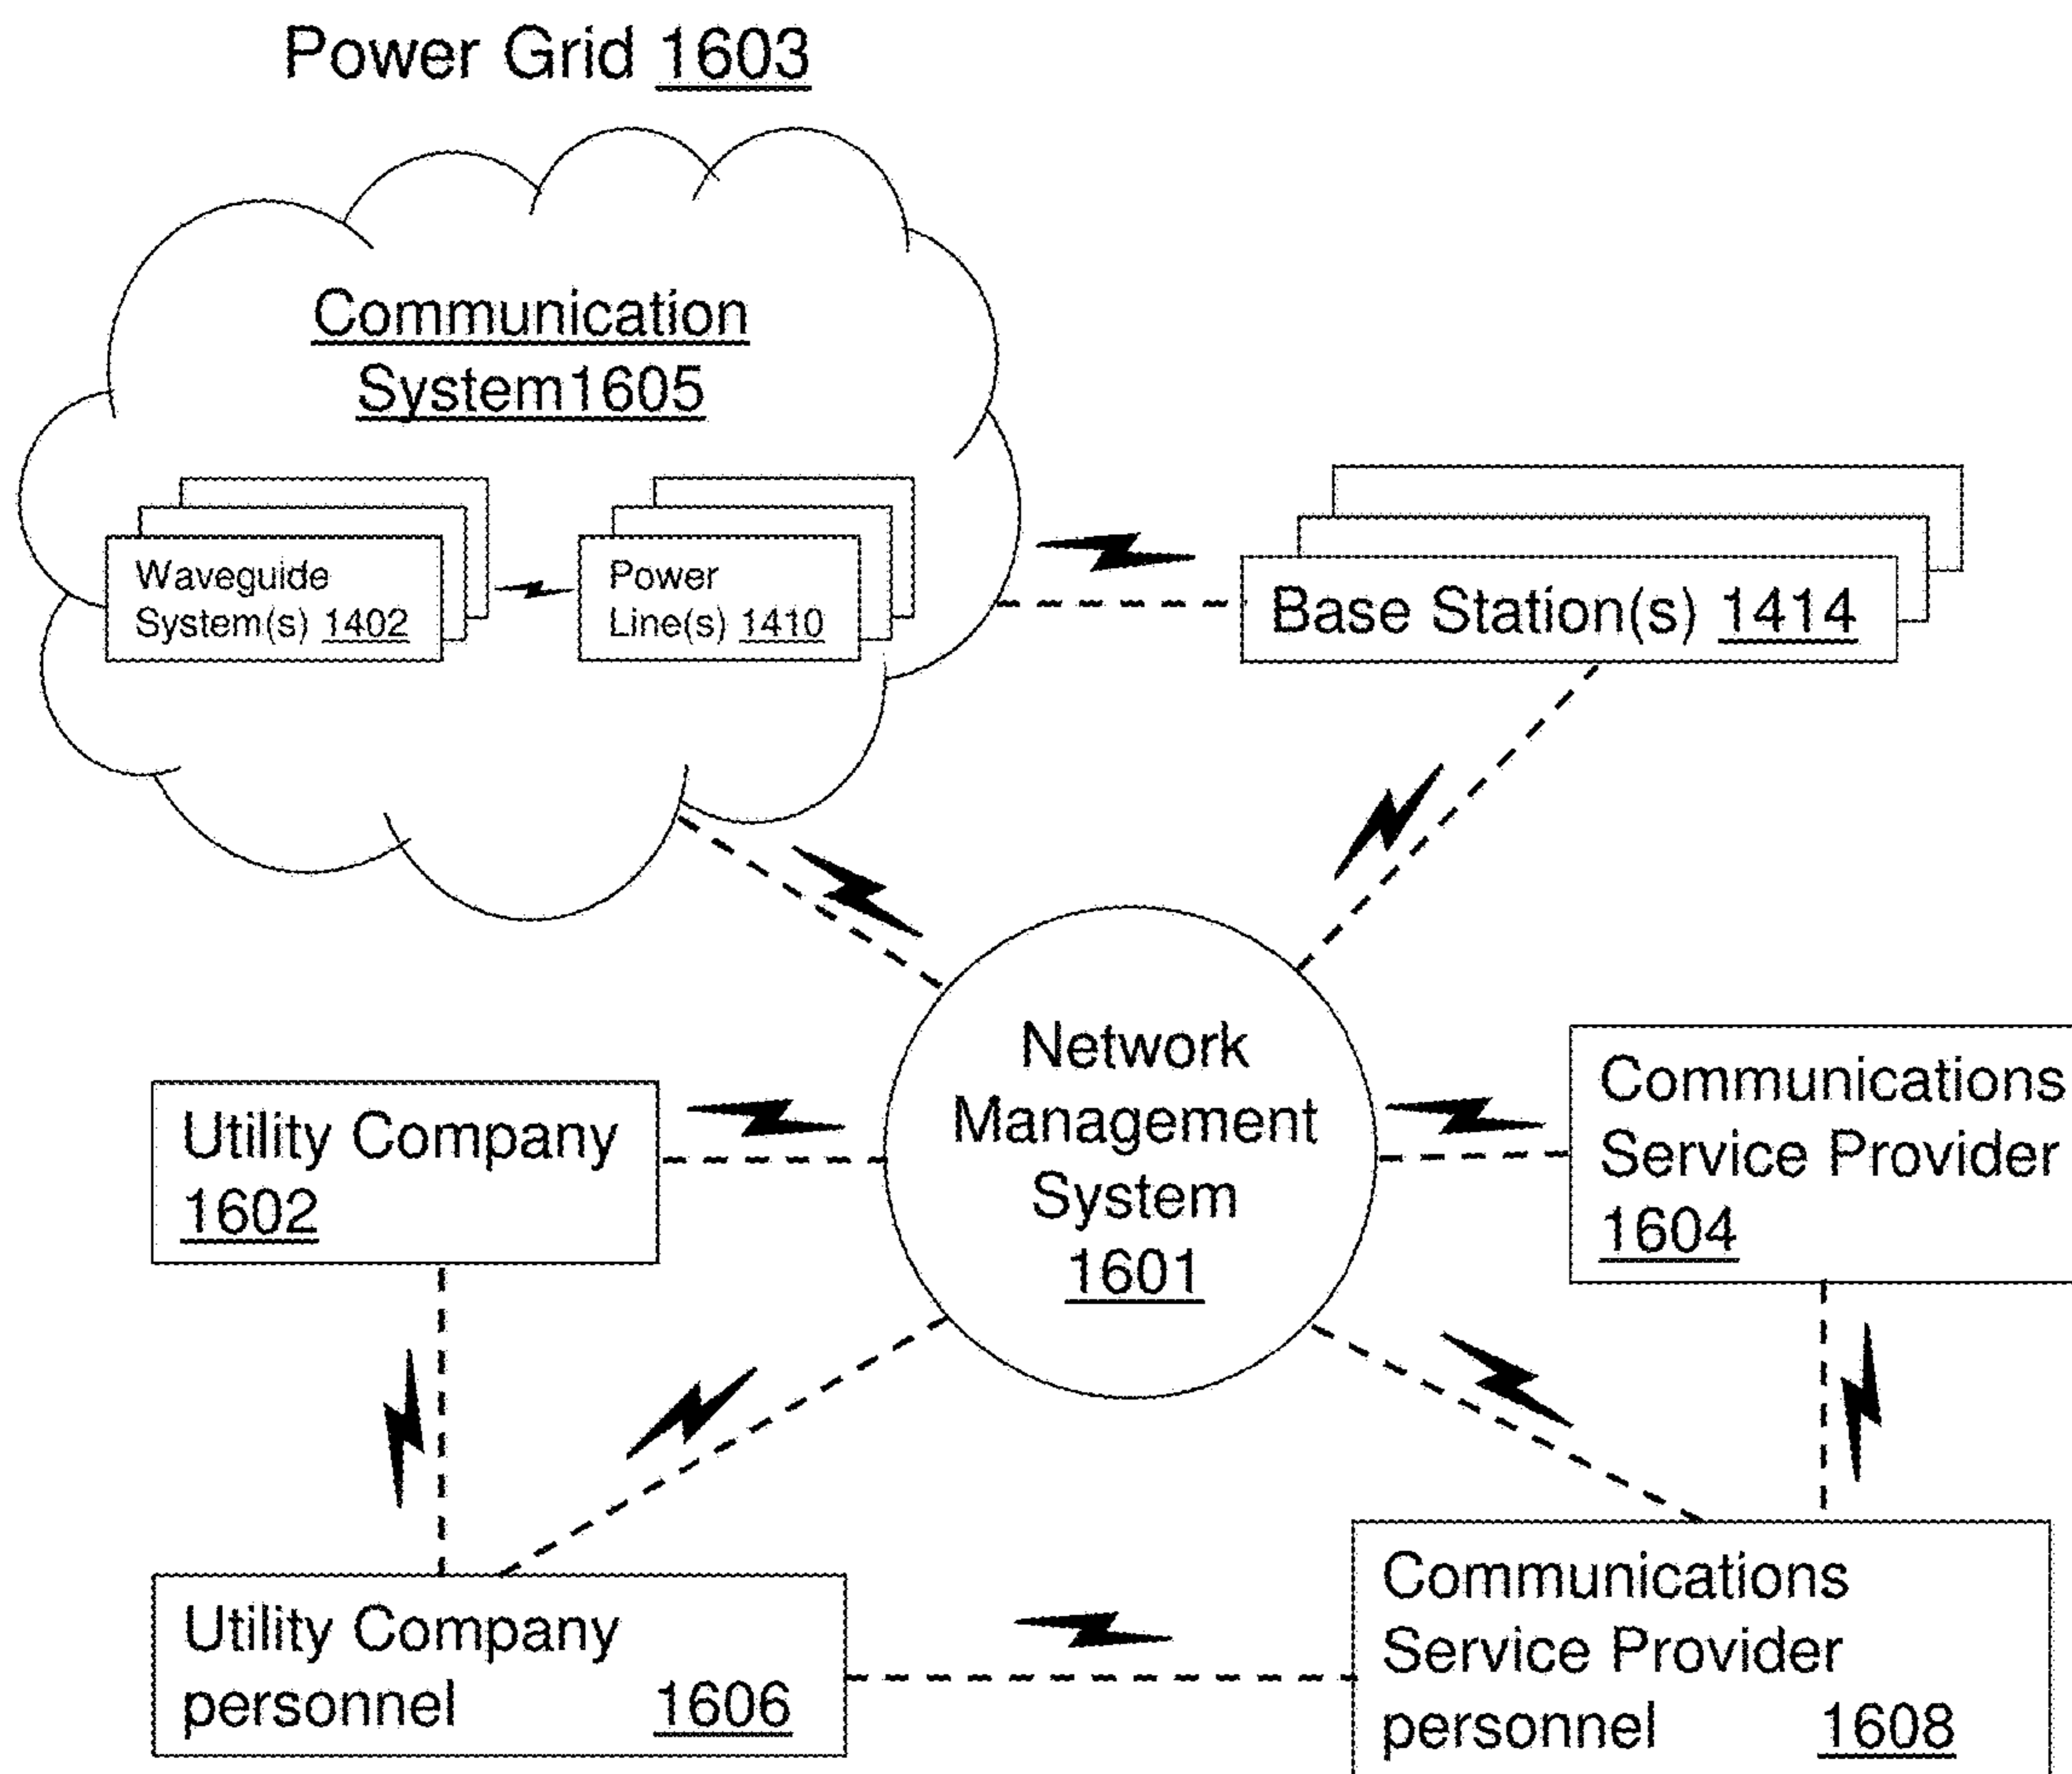 Power Grid 1603
Communication
System1605
Waveguide
System(s) 1402
Power
Line(s) 1410
Base Station(s) 1414
Network
Management
System
1601
Utility Company
1602
Communications
Service Provider
1604
Utility Company
personnel 1606
Communications
Service Provider
personnel 1608